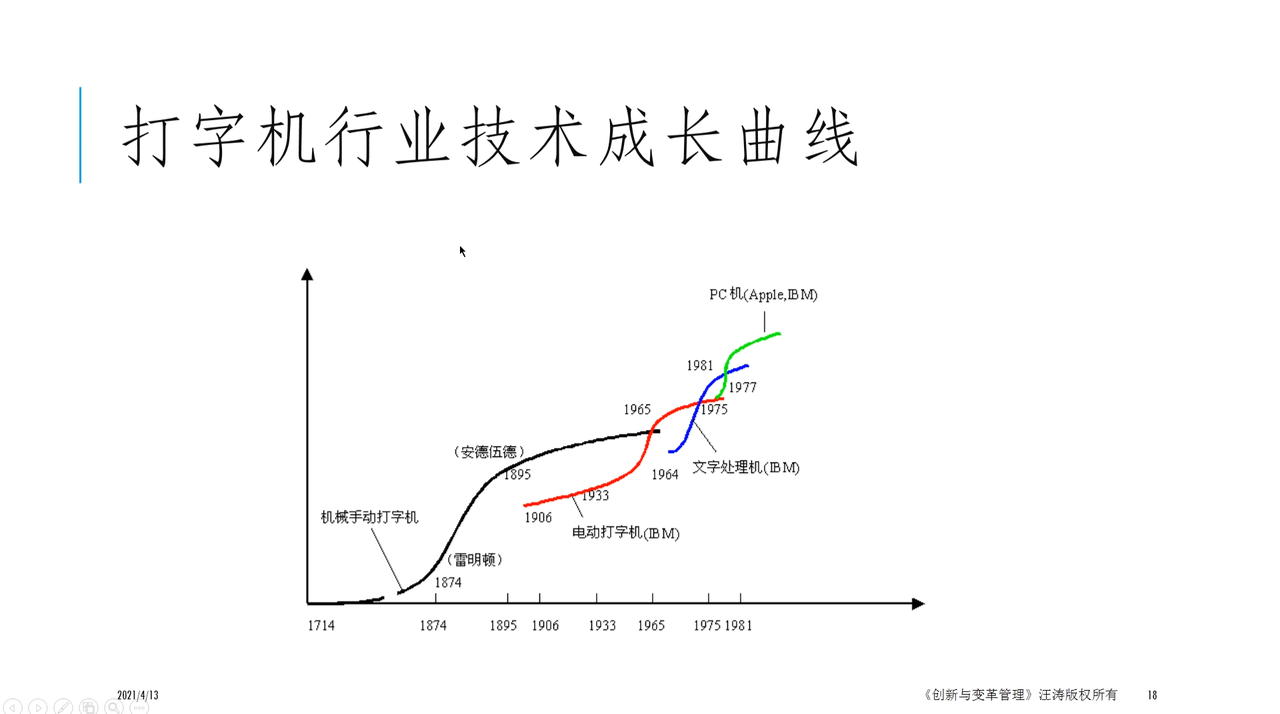 打字机行业技术成长曲线
PC机(Apple,IBM)
1981
1977
1965
1975
(安德伍德)
1895
1964
文字处理机(IBM)
1933
机械手动打字机
1906
电动打字机(IBM)
(雷明顿)
1874
1714
1874
1895
1906
1933
1965
1975
1981
2021/4/13
《创新与变革管理》汪涛版权所有
18